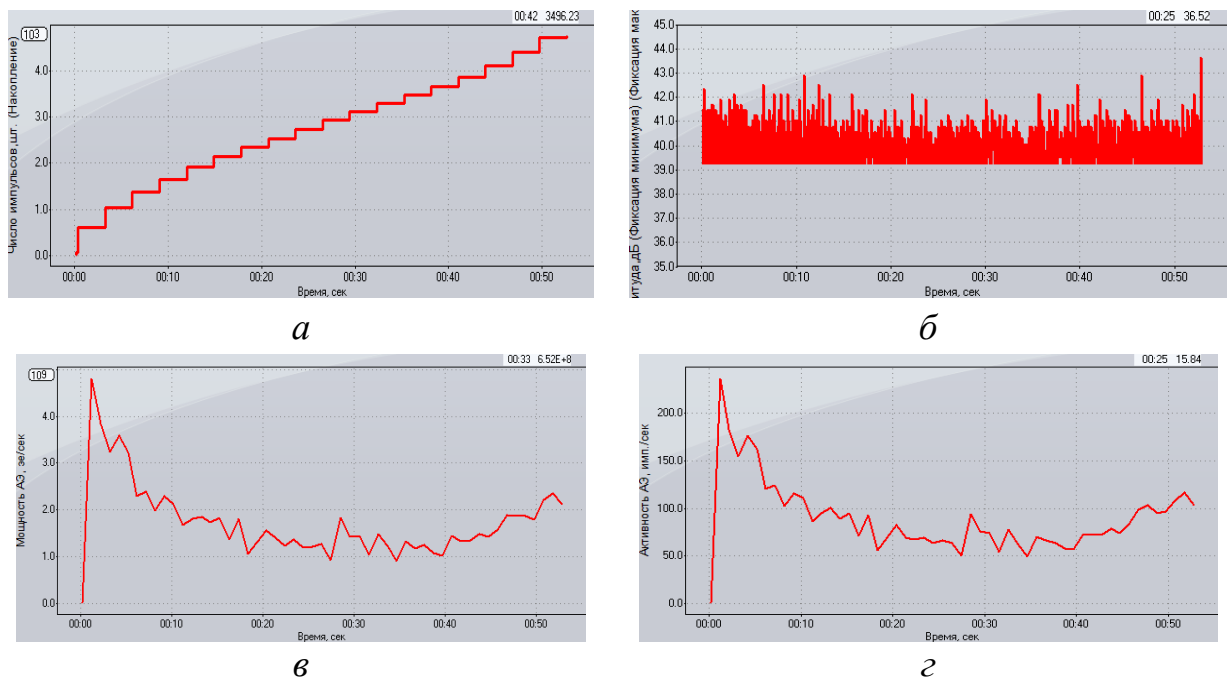 00:42 3496.23
103
Число импульсов,шт. (Накопление)
4.0
3.0
2.0
1.0
0.0
00:00 00:10 00:20 00:30 00:40 00:50
Время, сек
а
00:25 36.52
итуда,дБ (Фиксация минимума) (Фиксация мак
45.0
44.0
43.0
42.0
41.0
40.0
39.0
38.0
37.0
36.0
35.0
00:00 00:10 00:20 00:30 00:40 00:50
Время, сек
б
00:33 6.52E+8
109
Мощность АЭ, эе/сек
4.0
3.0
2.0
1.0
0.0
00:00 00:10 00:20 00:30 00:40 00:50
Время, сек
в
00:25 15.84
Активность АЭ, имп./сек
200.0
150.0
100.0
50.0
0.0
00:00 00:10 00:20 00:30 00:40 00:50
Время, сек
г